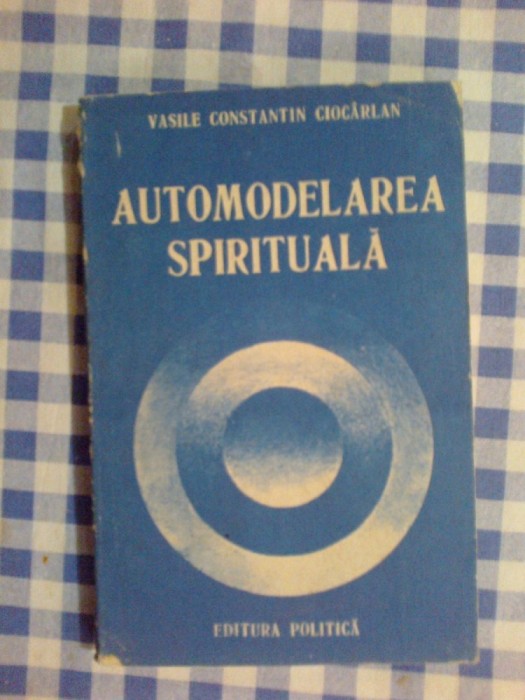 VASILE CONSTANTIN CIOCÂRLAN
AUTOMODELAREA
SPIRITUALĂ
EDITURA POLITICĂ